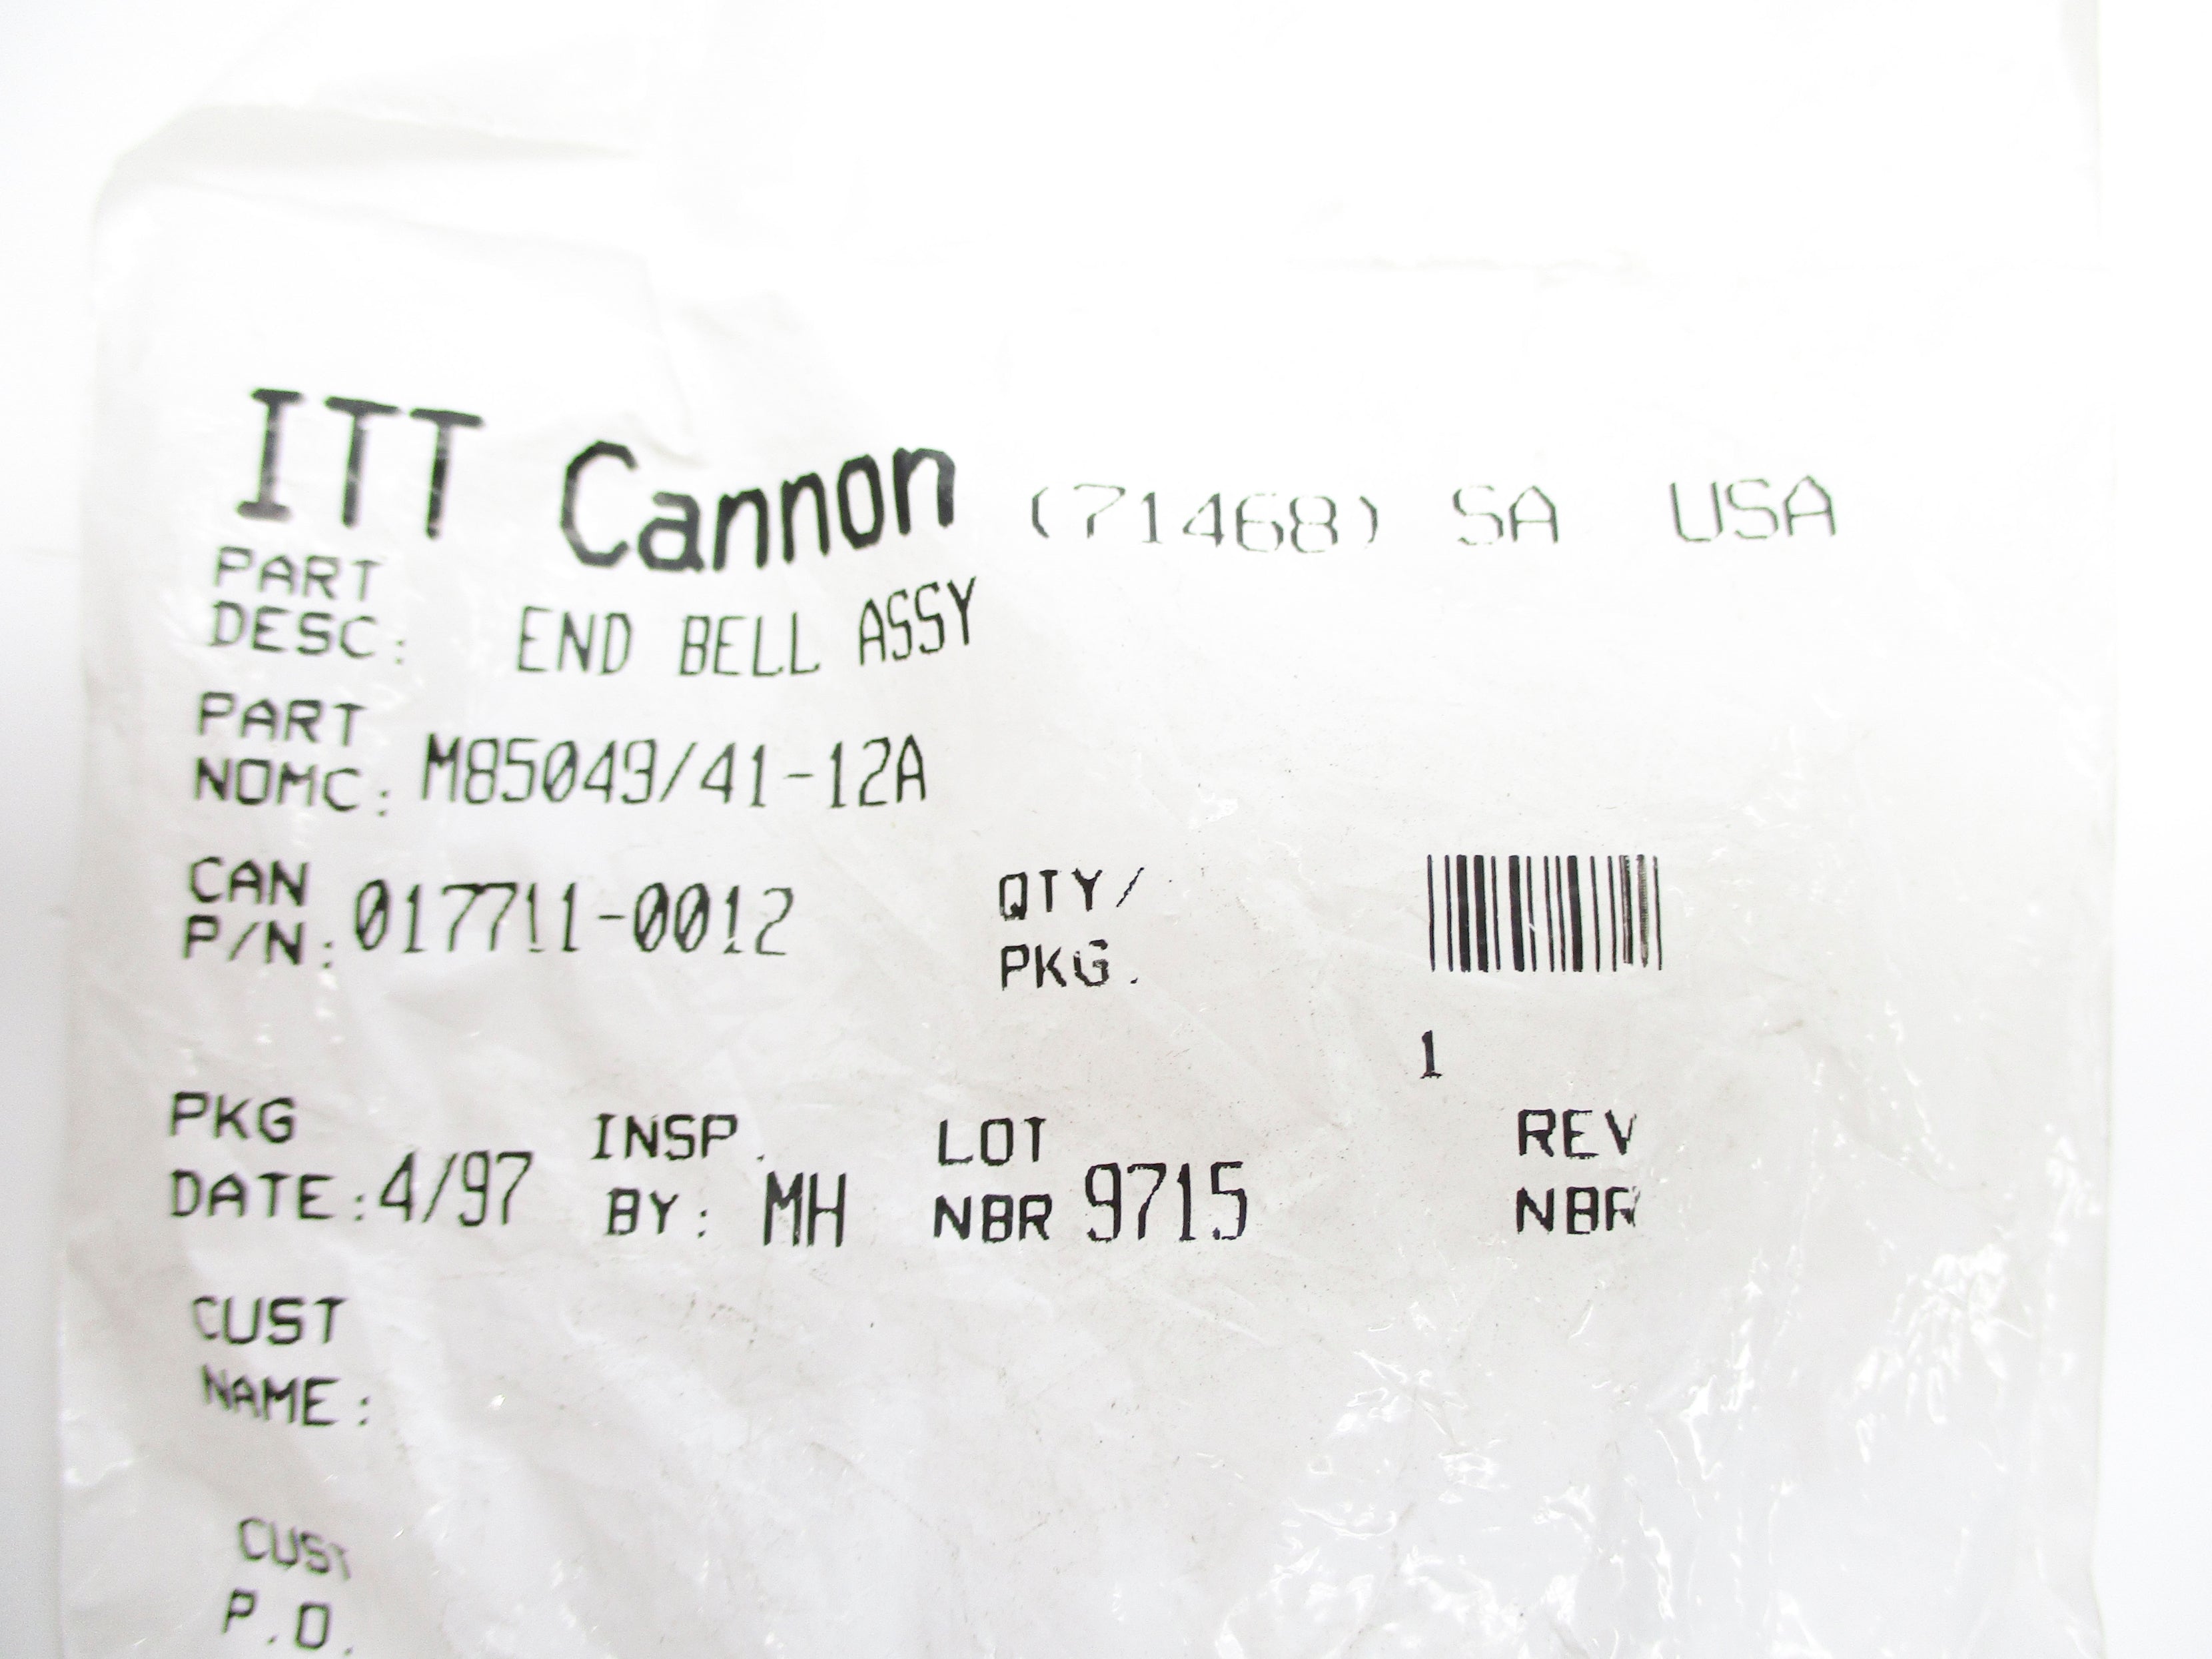 ITT Cannon (71468) SA USA
PART
DESC: END BELL ASSY
PART
NOMC: M85049/41-12A
CAN
P/N: 017711-0012
QTY/
PKG.
1
PKG
DATE: 4/97
INSP.
BY: MH
LOT
NBR 9715
REV
NBR
CUST
NAME:
CUST
P.O.